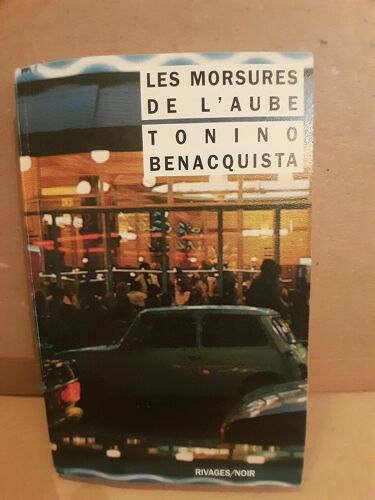 LES MORSURES
DE L'AUBE
TONINO
BENACQUISTA
RIVAGES/NOIR